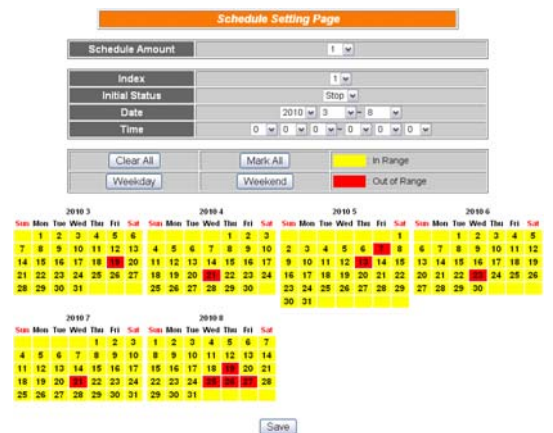 Schedule Setting Page
Schedule Amount 1
Index 1
Initial Status Stop
Date 2010 3 ~ 8
Time 0 0 0 ~ 0 0 0
Clear All Mark All In Range
Weekday Weekend Out of Range
2010 3
Sun Mon Tue Wed Thu Fri Sat
1 2 3 4 5 6
7 8 9 10 11 12 13
14 15 16 17 18 19 20
21 22 23 24 25 26 27
28 29 30 31
2010 4
Sun Mon Tue Wed Thu Fri Sat
1 2 3
4 5 6 7 8 9 10
11 12 13 14 15 16 17
18 19 20 21 22 23 24
25 26 27 28 29 30
2010 5
Sun Mon Tue Wed Thu Fri Sat
1
2 3 4 5 6 7 8
9 10 11 12 13 14 15
16 17 18 19 20 21 22
23 24 25 26 27 28 29
30 31
2010 6
Sun Mon Tue Wed Thu Fri Sat
1 2 3 4 5
6 7 8 9 10 11 12
13 14 15 16 17 18 19
20 21 22 23 24 25 26
27 28 29 30
2010 7
Sun Mon Tue Wed Thu Fri Sat
1 2 3
4 5 6 7 8 9 10
11 12 13 14 15 16 17
18 19 20 21 22 23 24
25 26 27 28 29 30 31
2010 8
Sun Mon Tue Wed Thu Fri Sat
1 2 3 4 5 6 7
8 9 10 11 12 13 14
15 16 17 18 19 20 21
22 23 24 25 26 27 28
29 30 31
Save